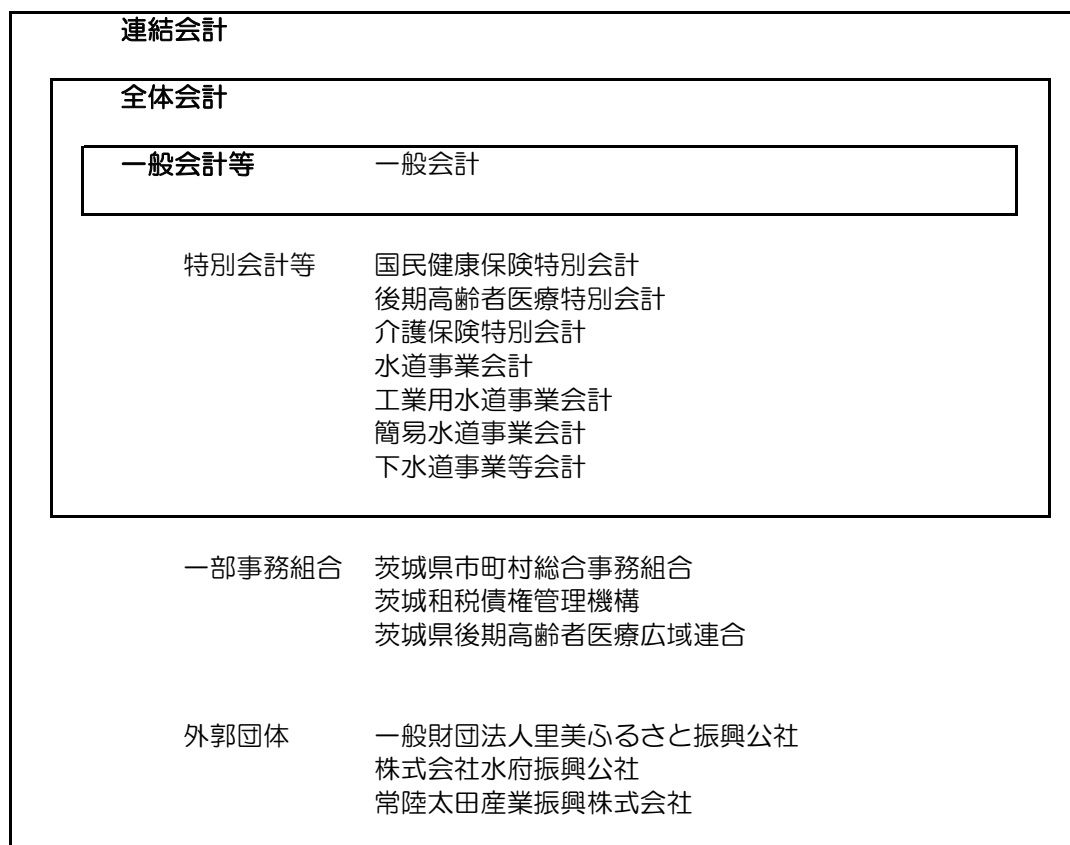 連結会計
全体会計
一般会計等 一般会計
特別会計等 国民健康保険特別会計
後期高齢者医療特別会計
介護保険特別会計
水道事業会計
工業用水道事業会計
簡易水道事業会計
下水道事業等会計
一部事務組合 茨城県市町村総合事務組合
茨城租税債権管理機構
茨城県後期高齢者医療広域連合
外郭団体 一般財団法人里美ふるさと振興公社
株式会社水府振興公社
常陸太田産業振興株式会社